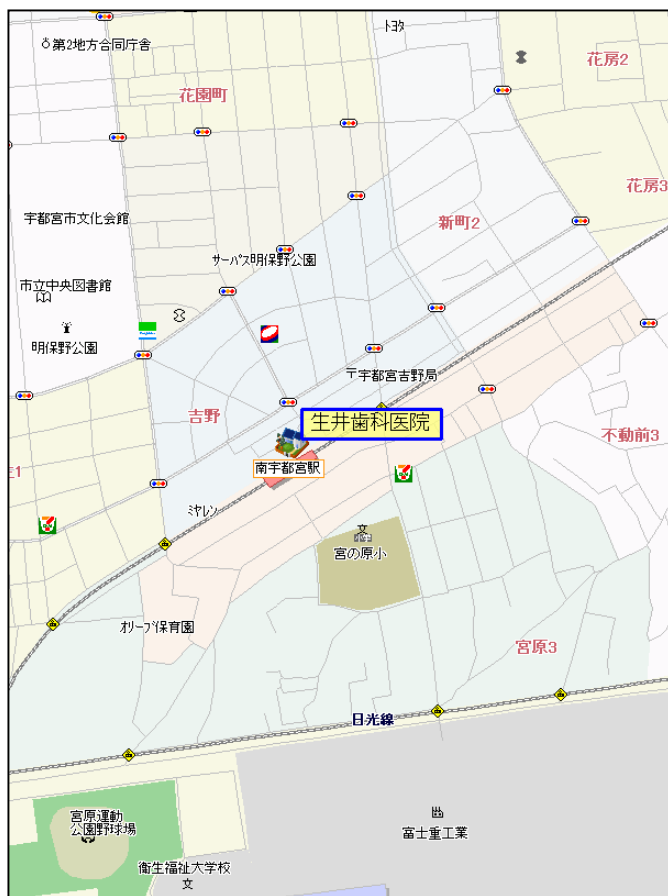 トヨタ
第2地方合同庁舎
花房2
花園町
花房3
宇都宮市文化会館
新町2
サーパス明保野公園
市立中央図書館
明保野公園
〒宇都宮吉野局
吉野
生井歯科医院
不動前3
南宇都宮駅
1
ミヤレン
宮の原小
オリーブ保育園
宮原3
日光線
宮原運動
公園野球場
富士重工業
衛生福祉大学校
文